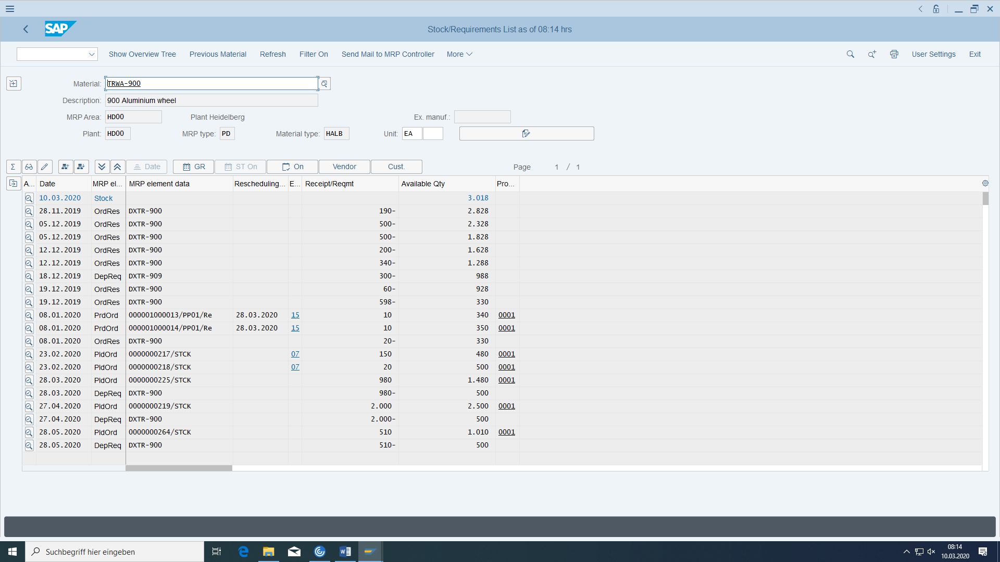 SAP
Stock/Requirements List as of 08:14 hrs
Show Overview Tree Previous Material Refresh Filter On Send Mail to MRP Controller More User Settings Exit
Material: TRWA-900
Description: 900 Aluminium wheel
MRP Area: HD00 Plant Heidelberg Ex. manuf.:
Plant: HD00 MRP type: PD Material type: HALB Unit: EA
Σ Date GR ST On On Vendor Cust. Page 1 / 1
A... Date MRP el... MRP element data Rescheduling... E... Receipt/Reqmt Available Qty Pro...
10.03.2020 Stock 3.018
28.11.2019 OrdRes DXTR-900 190- 2.828
05.12.2019 OrdRes DXTR-900 500- 2.328
05.12.2019 OrdRes DXTR-900 500- 1.828
12.12.2019 OrdRes DXTR-900 200- 1.628
12.12.2019 OrdRes DXTR-900 340- 1.288
18.12.2019 DepReq DXTR-909 300- 988
19.12.2019 OrdRes DXTR-900 60- 928
19.12.2019 OrdRes DXTR-900 598- 330
08.01.2020 PrdOrd 000001000013/PP01/Re 28.03.2020 15 10 340 0001
08.01.2020 PrdOrd 000001000014/PP01/Re 28.03.2020 15 10 350 0001
08.01.2020 OrdRes DXTR-900 20- 330
23.02.2020 PldOrd 0000000217/STCK 07 150 480 0001
23.02.2020 PldOrd 0000000218/STCK 07 20 500 0001
28.03.2020 PldOrd 0000000225/STCK 980 1.480 0001
28.03.2020 DepReq DXTR-900 980- 500
27.04.2020 PldOrd 0000000219/STCK 2.000 2.500 0001
27.04.2020 DepReq DXTR-900 2.000- 500
28.05.2020 PldOrd 0000000264/STCK 510 1.010 0001
28.05.2020 DepReq DXTR-900 510- 500
Suchbegriff hier eingeben
08:14
10.03.2020